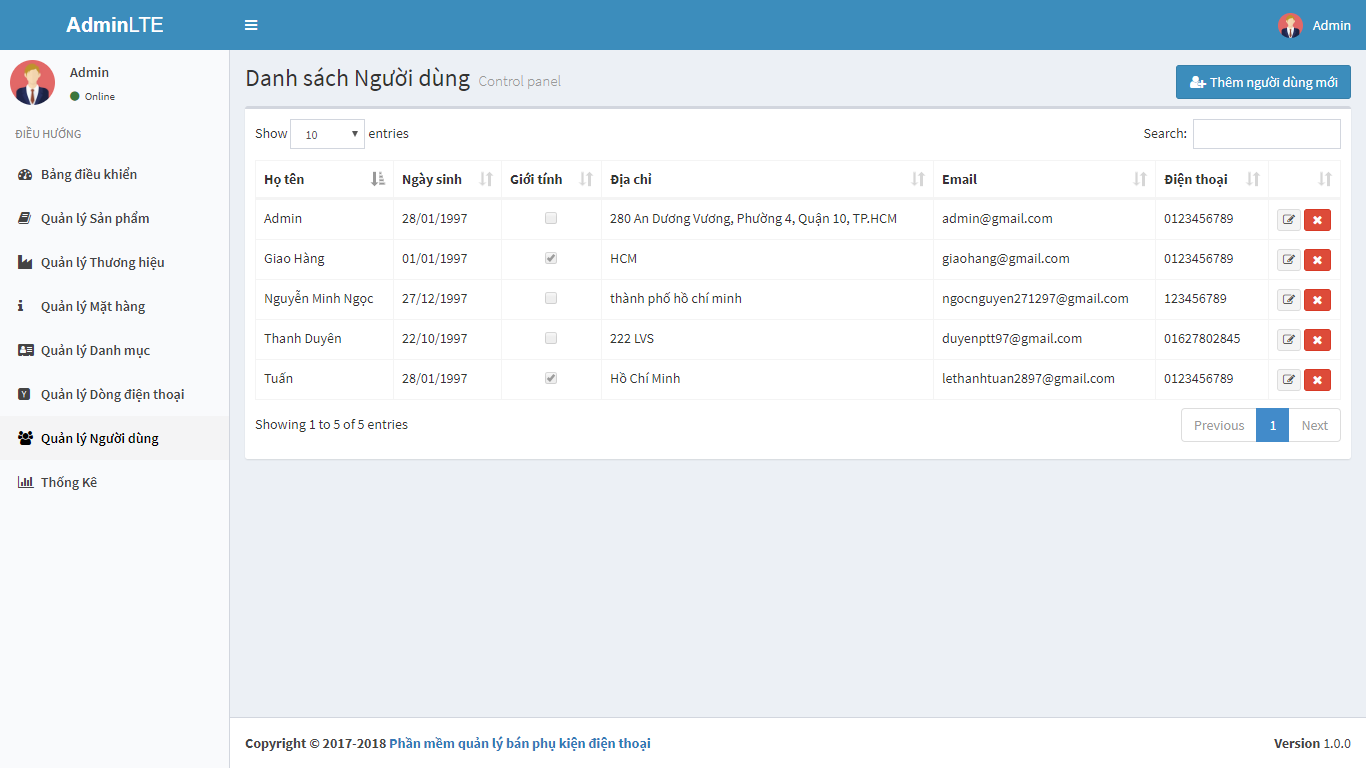 AdminLTE
Admin
Admin
Online
ĐIỀU HƯỚNG
Bảng điều khiển
Quản lý Sản phẩm
Quản lý Thương hiệu
Quản lý Mặt hàng
Quản lý Danh mục
Quản lý Dòng điện thoại
Quản lý Người dùng
Thống Kê
Danh sách Người dùng Control panel
Thêm người dùng mới
Show 10 entries
Search:
Họ tên Ngày sinh Giới tính Địa chỉ Email Điện thoại
Admin 28/01/1997 280 An Dương Vương, Phường 4, Quận 10, TP.HCM admin@gmail.com 0123456789
Giao Hàng 01/01/1997 HCM giaohang@gmail.com 0123456789
Nguyễn Minh Ngọc 27/12/1997 thành phố hồ chí minh ngocnguyen271297@gmail.com 123456789
Thanh Duyên 22/10/1997 222 LVS duyenptt97@gmail.com 01627802845
Tuấn 28/01/1997 Hồ Chí Minh lethanhtuan2897@gmail.com 0123456789
Showing 1 to 5 of 5 entries
Previous 1 Next
Copyright © 2017-2018 Phần mềm quản lý bán phụ kiện điện thoại
Version 1.0.0